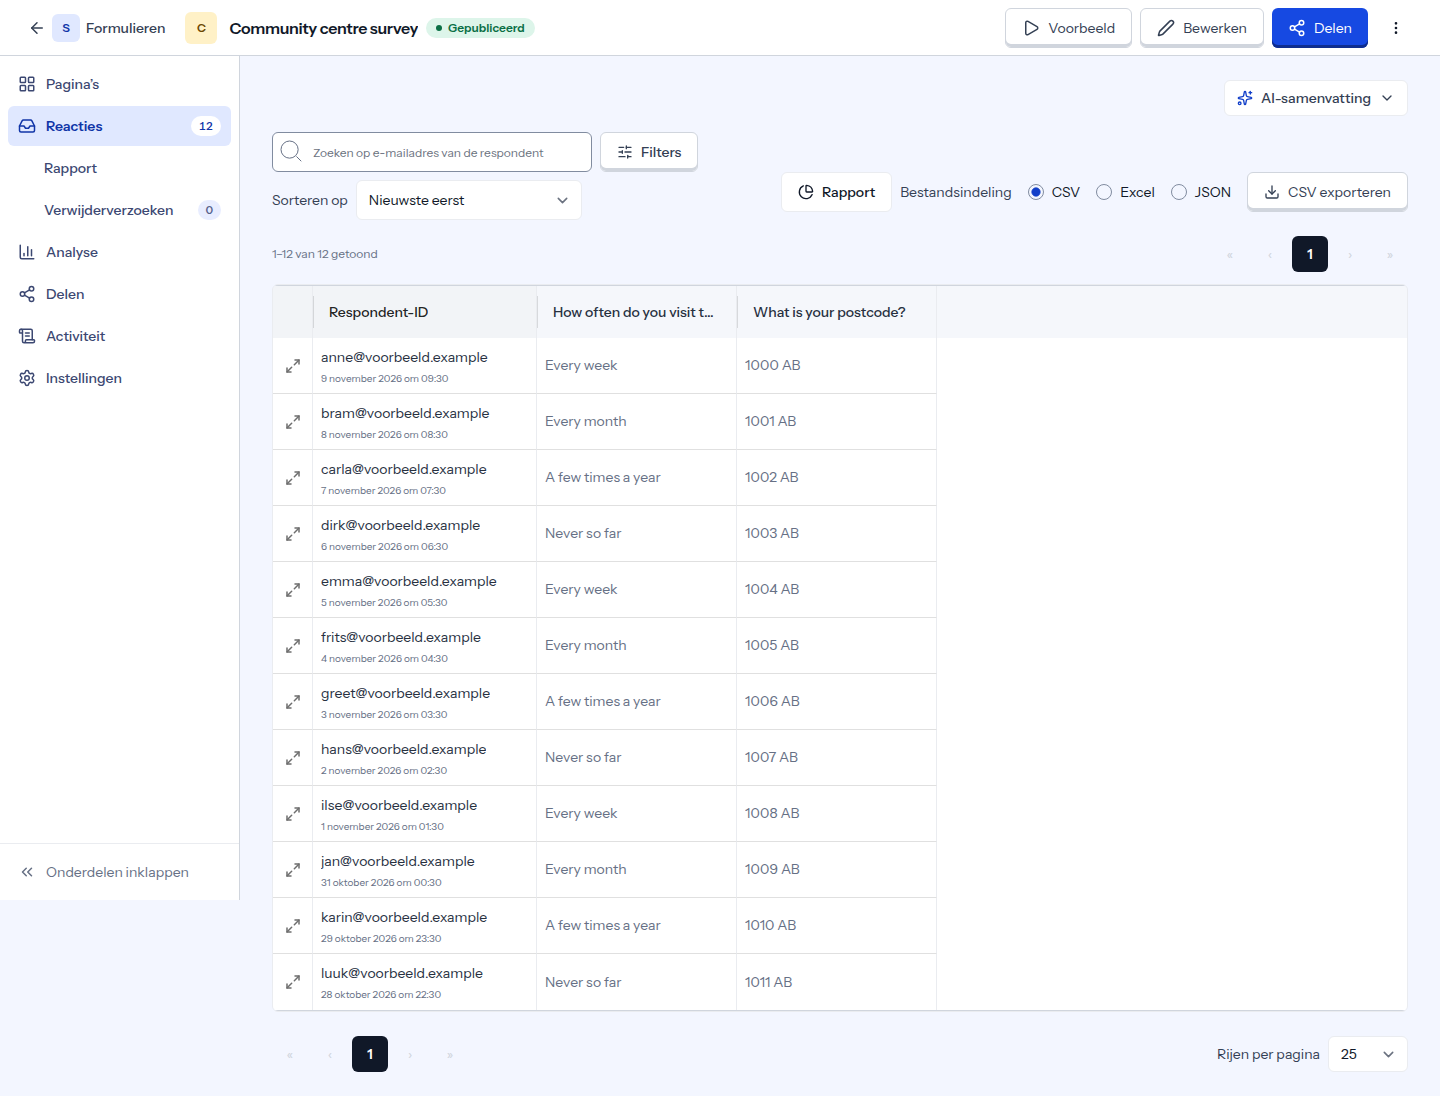 S Formulieren C Community centre survey Gepubliceerd Voorbeeld Bewerken Delen
Pagina's
Reacties 12
Rapport
Verwijderverzoeken 0
Analyse
Delen
Activiteit
Instellingen
Onderdelen inklappen
AI-samenvatting
Zoeken op e-mailadres van de respondent Filters
Sorteren op Nieuwste eerst
Rapport Bestandsindeling CSV Excel JSON CSV exporteren
1–12 van 12 getoond « ‹ 1 › »
Respondent-ID How often do you visit t... What is your postcode?
anne@voorbeeld.example Every week 1000 AB
9 november 2026 om 09:30
bram@voorbeeld.example Every month 1001 AB
8 november 2026 om 08:30
carla@voorbeeld.example A few times a year 1002 AB
7 november 2026 om 07:30
dirk@voorbeeld.example Never so far 1003 AB
6 november 2026 om 06:30
emma@voorbeeld.example Every week 1004 AB
5 november 2026 om 05:30
frits@voorbeeld.example Every month 1005 AB
4 november 2026 om 04:30
greet@voorbeeld.example A few times a year 1006 AB
3 november 2026 om 03:30
hans@voorbeeld.example Never so far 1007 AB
2 november 2026 om 02:30
ilse@voorbeeld.example Every week 1008 AB
1 november 2026 om 01:30
jan@voorbeeld.example Every month 1009 AB
31 oktober 2026 om 00:30
karin@voorbeeld.example A few times a year 1010 AB
29 oktober 2026 om 23:30
luuk@voorbeeld.example Never so far 1011 AB
28 oktober 2026 om 22:30
« ‹ 1 › » Rijen per pagina 25